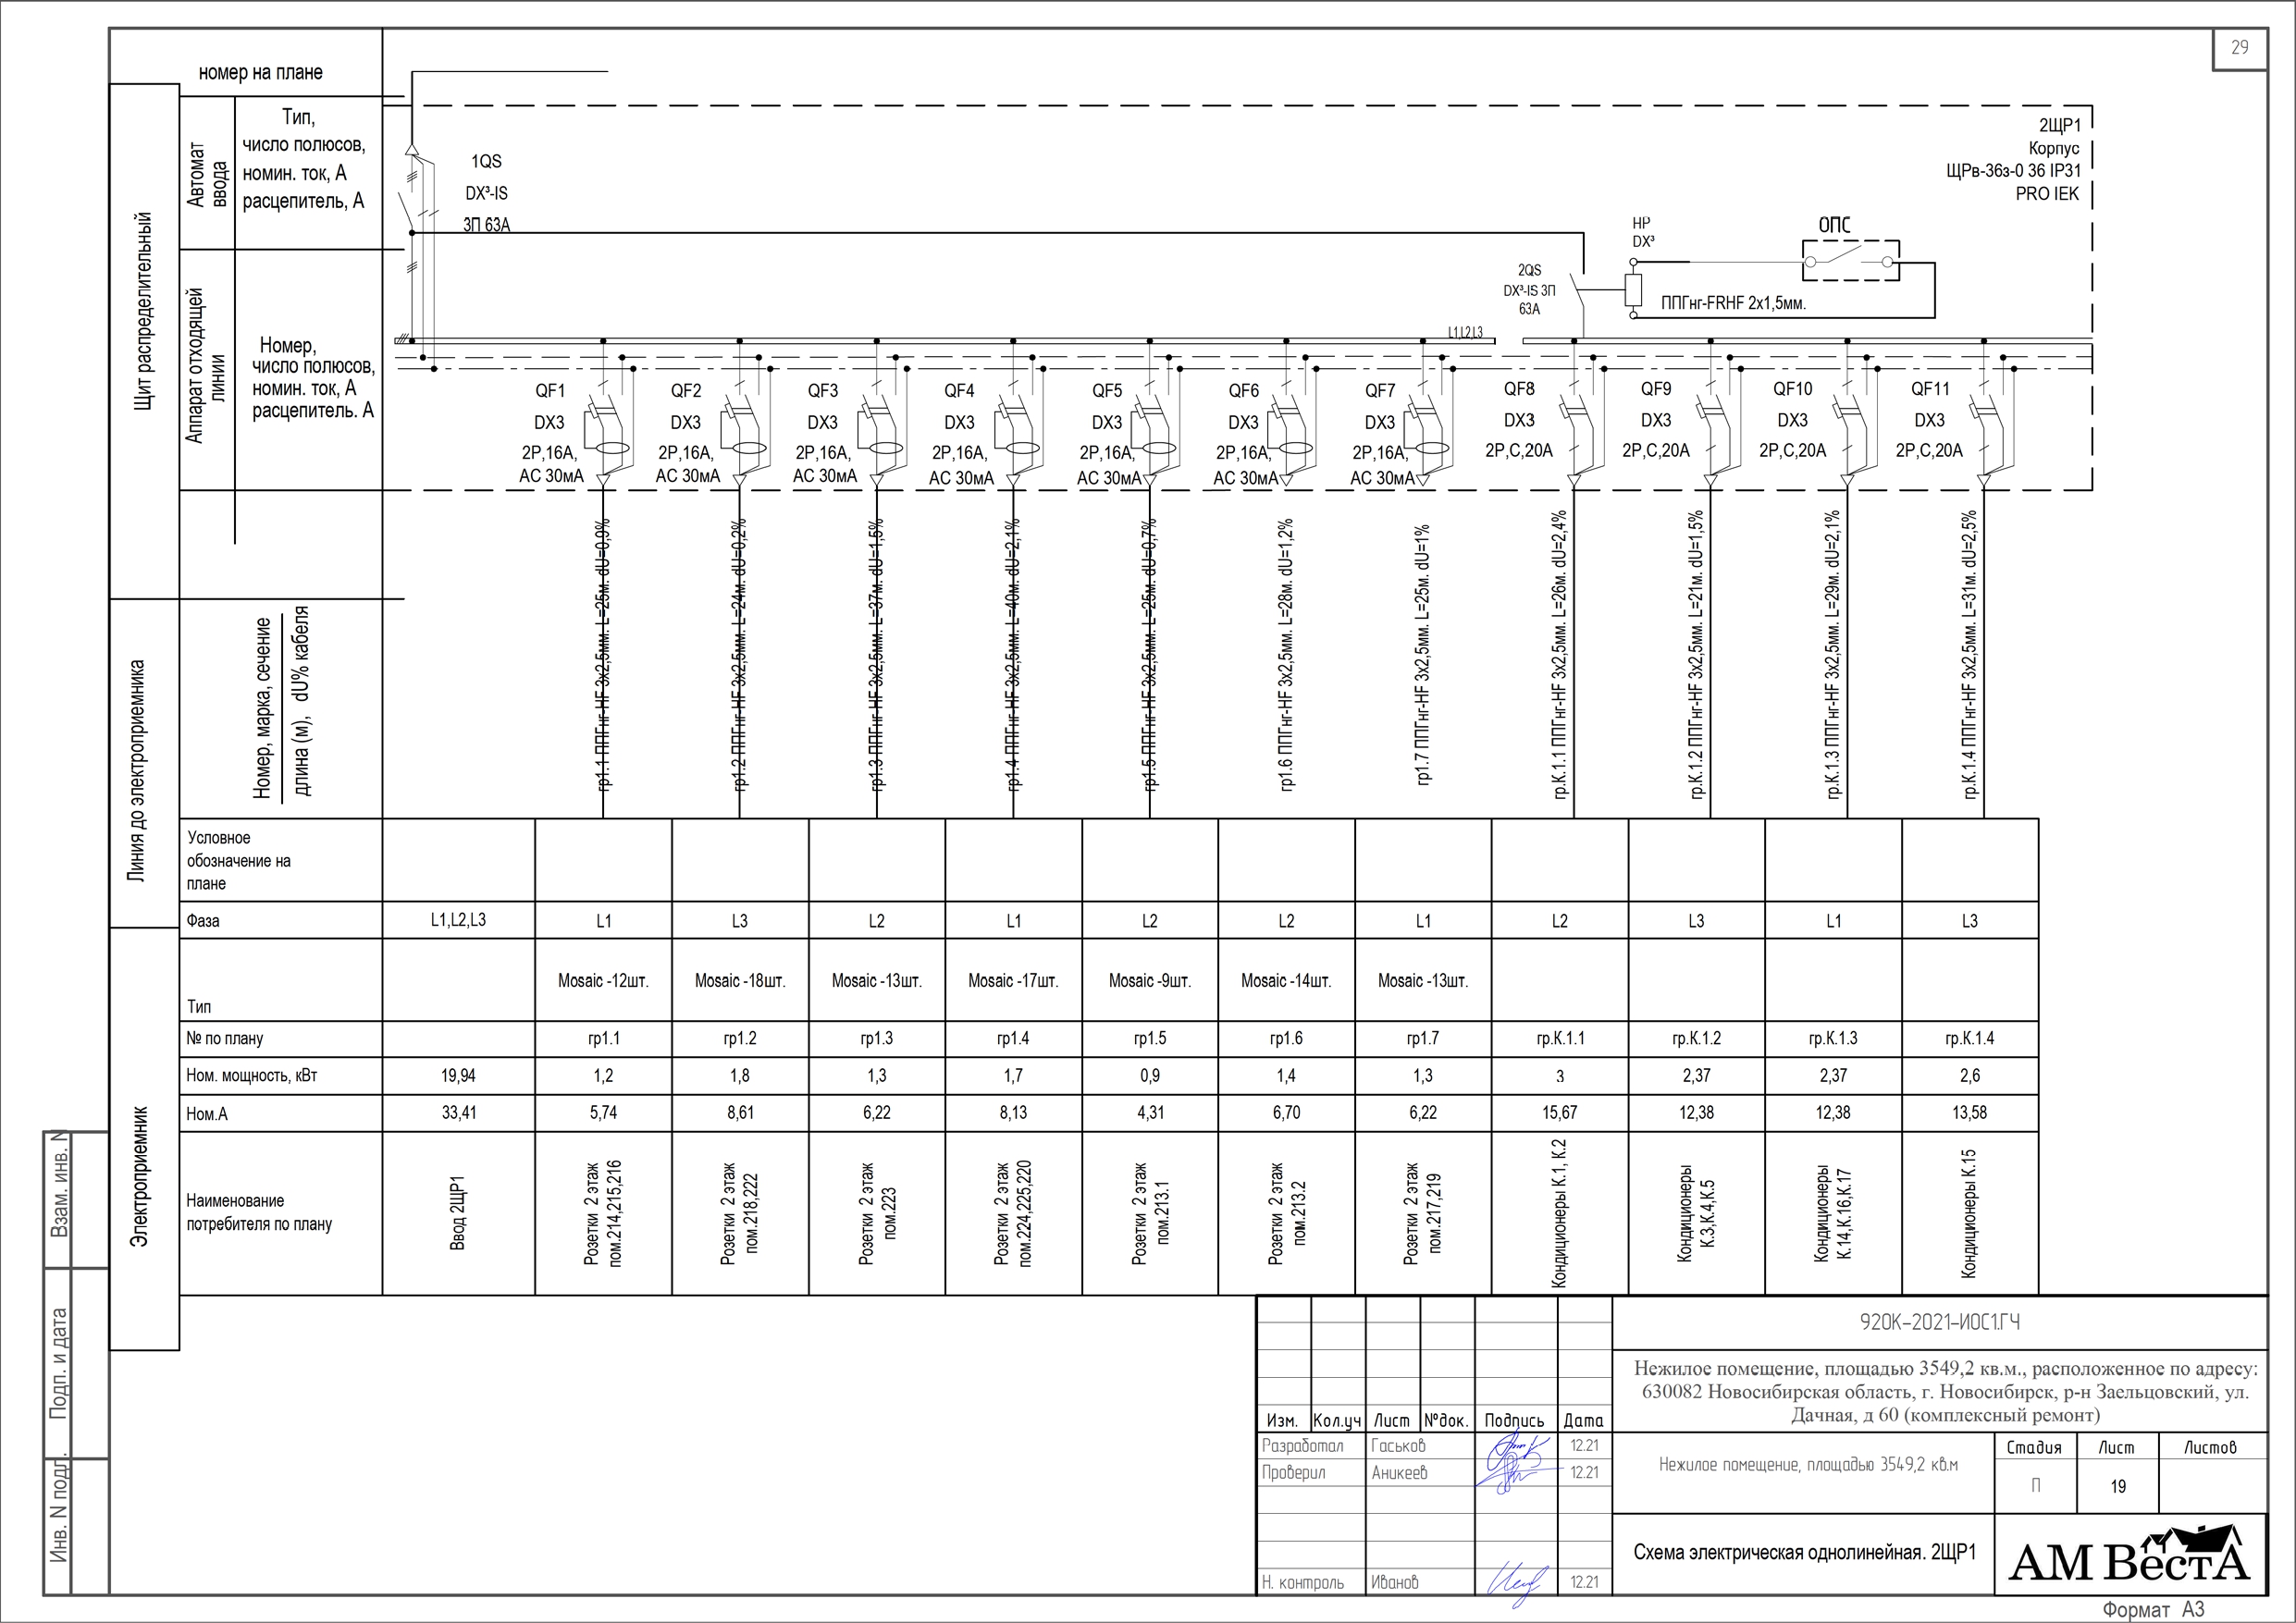 29
номер на плане
Щит распределительный
Автомат
ввода
Тип,
число полюсов,
номин. ток, А
расцепитель, А
Аппарат отходящей
линии
Номер,
число полюсов,
номин. ток, А
расцепитель. А
1QS
DX³-IS
3П 63А
2ЩР1
Корпус
ЩРв-36з-0 36 IP31
PRO IEK
НР
DX³
ОПС
2QS
DX³-IS 3П
63А
ППГнг-FRHF 2х1,5мм.
L1,L2,L3
QF1
DX3
2P,16A,
АС 30мА
QF2
DX3
2P,16A,
АС 30мА
QF3
DX3
2P,16A,
АС 30мА
QF4
DX3
2P,16A,
АС 30мА
QF5
DX3
2P,16A,
АС 30мА
QF6
DX3
2P,16A,
АС 30мА
QF7
DX3
2P,16A,
АС 30мА
QF8
DX3
2P,C,20A
QF9
DX3
2P,C,20A
QF10
DX3
2P,C,20A
QF11
DX3
2P,C,20A
Линия до электроприемника
Номер, марка, сечение
длина (м), dU% кабеля
гр1.1 ППГнг-HF 3х2,5мм. L=25м. dU=0,9%
гр1.2 ППГнг-HF 3х2,5мм. L=24м. dU=0,2%
гр1.3 ППГнг-HF 3х2,5мм. L=37м. dU=1,5%
гр1.4 ППГнг-HF 3х2,5мм. L=40м. dU=2,1%
гр1.5 ППГнг-HF 3х2,5мм. L=25м. dU=0,7%
гр1.6 ППГнг-HF 3х2,5мм. L=28м. dU=1,2%
гр1.7 ППГнг-HF 3х2,5мм. L=25м. dU=1%
гр.К.1.1 ППГнг-HF 3х2,5мм. L=26м. dU=2,4%
гр.К.1.2 ППГнг-HF 3х2,5мм. L=21м. dU=1,5%
гр.К.1.3 ППГнг-HF 3х2,5мм. L=29м. dU=2,1%
гр.К.1.4 ППГнг-HF 3х2,5мм. L=31м. dU=2,5%
Условное
обозначение на
плане
Фаза L1,L2,L3 L1 L3 L2 L1 L2 L2 L1 L2 L3 L1 L3
Электроприемник
Тип Mosaic -12шт. Mosaic -18шт. Mosaic -13шт. Mosaic -17шт. Mosaic -9шт. Mosaic -14шт. Mosaic -13шт.
№ по плану гр1.1 гр1.2 гр1.3 гр1.4 гр1.5 гр1.6 гр1.7 гр.К.1.1 гр.К.1.2 гр.К.1.3 гр.К.1.4
Ном. мощность, кВт 19,94 1,2 1,8 1,3 1,7 0,9 1,4 1,3 3 2,37 2,37 2,6
Ном.А 33,41 5,74 8,61 6,22 8,13 4,31 6,70 6,22 15,67 12,38 12,38 13,58
Наименование
потребителя по плану
Ввод 2ЩР1
Розетки 2 этаж
пом.214,215,216
Розетки 2 этаж
пом.218,222
Розетки 2 этаж
пом.223
Розетки 2 этаж
пом.224,225,220
Розетки 2 этаж
пом.213.1
Розетки 2 этаж
пом.213.2
Розетки 2 этаж
пом.217,219
Кондиционеры К.1, К.2
Кондиционеры
К.3,К.4,К.5
Кондиционеры
К.14,К.16,К.17
Кондиционеры К.15
Взам. инв. N
Подп. и дата
Инв. N подл.
920К-2021-ИОС1.ГЧ
Нежилое помещение, площадью 3549,2 кв.м., расположенное по адресу:
630082 Новосибирская область, г. Новосибирск, р-н Заельцовский, ул.
Дачная, д 60 (комплексный ремонт)
Изм. Кол.уч Лист №док. Подпись Дата
Разработал Гаськов 12.21
Проверил Аникеев 12.21
Н. контроль Иванов 12.21
Нежилое помещение, площадью 3549,2 кв.м
Стадия Лист Листов
П 19
Схема электрическая однолинейная. 2ЩР1
АМ ВестА
Формат А3